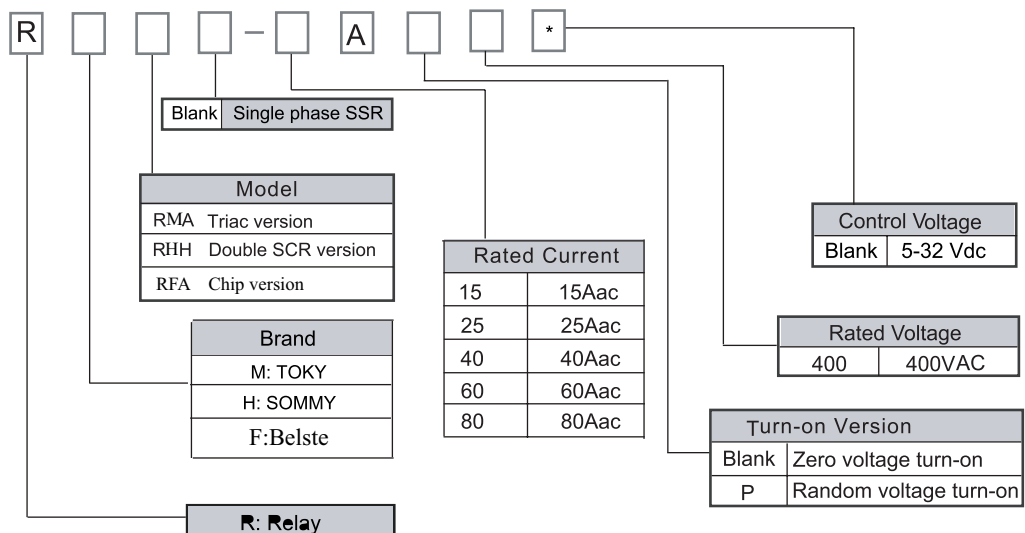 R – A *
Blank Single phase SSR
Model
RMA Triac version
RHH Double SCR version
RFA Chip version
Brand
M: TOKY
H: SOMMY
F:Belste
R: Relay
Rated Current
15 15Aac
25 25Aac
40 40Aac
60 60Aac
80 80Aac
Control Voltage
Blank 5-32 Vdc
Rated Voltage
400 400VAC
Turn-on Version
Blank Zero voltage turn-on
P Random voltage turn-on